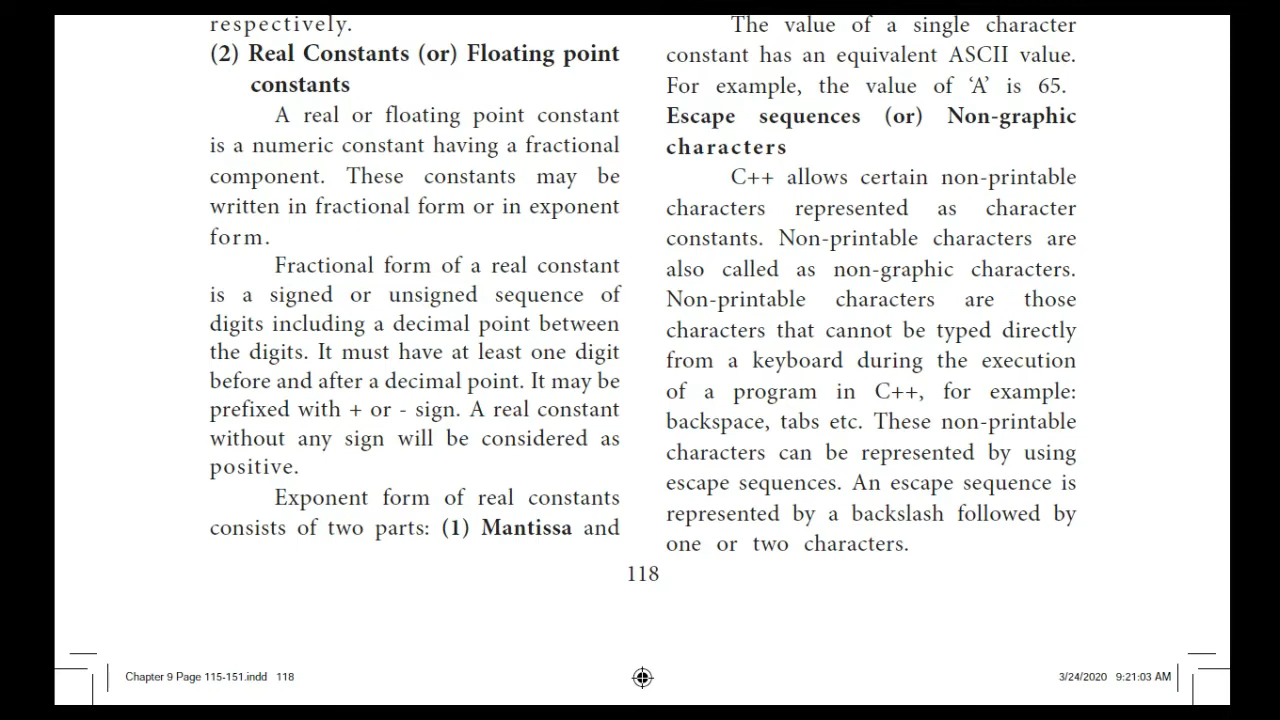 respectively.
(2) Real Constants (or) Floating point
constants
A real or floating point constant
is a numeric constant having a fractional
component. These constants may be
written in fractional form or in exponent
form.
Fractional form of a real constant
is a signed or unsigned sequence of
digits including a decimal point between
the digits. It must have at least one digit
before and after a decimal point. It may be
prefixed with + or - sign. A real constant
without any sign will be considered as
positive.
Exponent form of real constants
consists of two parts: (1) Mantissa and
The value of a single character
constant has an equivalent ASCII value.
For example, the value of ‘A’ is 65.
Escape sequences (or) Non-graphic
characters
C++ allows certain non-printable
characters represented as character
constants. Non-printable characters are
also called as non-graphic characters.
Non-printable characters are those
characters that cannot be typed directly
from a keyboard during the execution
of a program in C++, for example:
backspace, tabs etc. These non-printable
characters can be represented by using
escape sequences. An escape sequence is
represented by a backslash followed by
one or two characters.
118
Chapter 9 Page 115-151.indd 118
3/24/2020 9:21:03 AM